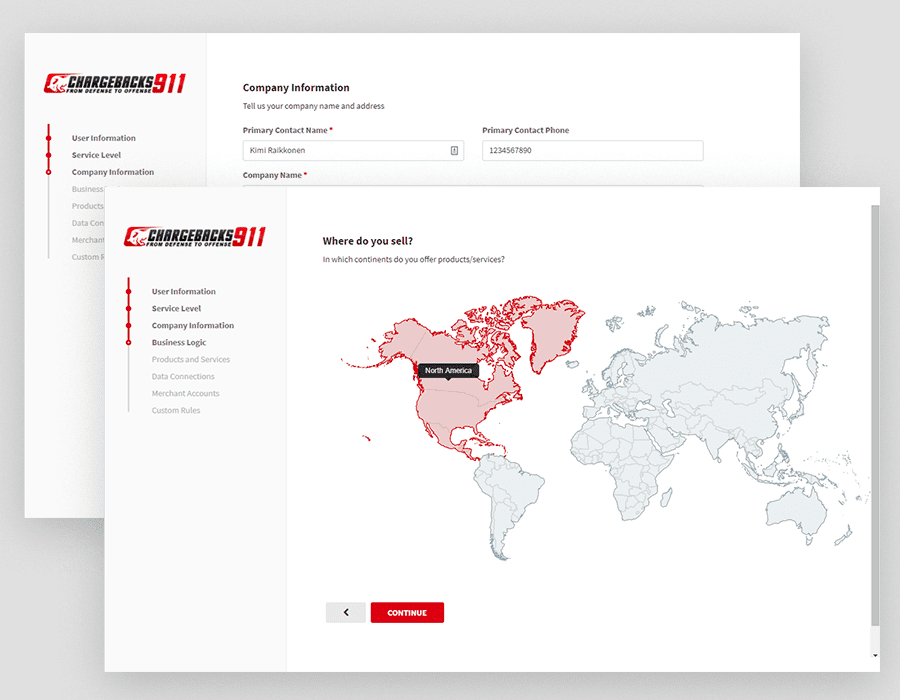 CHARGEBACKS911
FROM DEFENSE TO OFFENSE
User Information
Service Level
Company Information
Business
Products
Data Con
Merchant
Custom R
Company Information
Tell us your company name and address
Primary Contact Name *
Primary Contact Phone
Kimi Raikkonen
1234567890
Company Name *
CHARGEBACKS911
FROM DEFENSE TO OFFENSE
User Information
Service Level
Company Information
Business Logic
Products and Services
Data Connections
Merchant Accounts
Custom Rules
Where do you sell?
In which continents do you offer products/services?
North America
CONTINUE